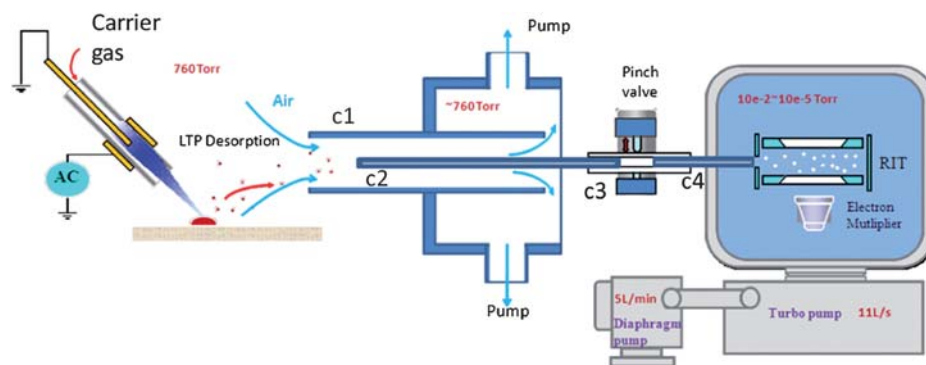 Carrier
gas
760Torr
Air
LTP Desorption
AC
c1
c2
Pump
~760Torr
Pump
Pinch
valve
c3
c4
10e-2~10e-5 Torr
RIT
Electron
Mutliplier
5L/min
Diaphragm
pump
Turbo pump
11L/s